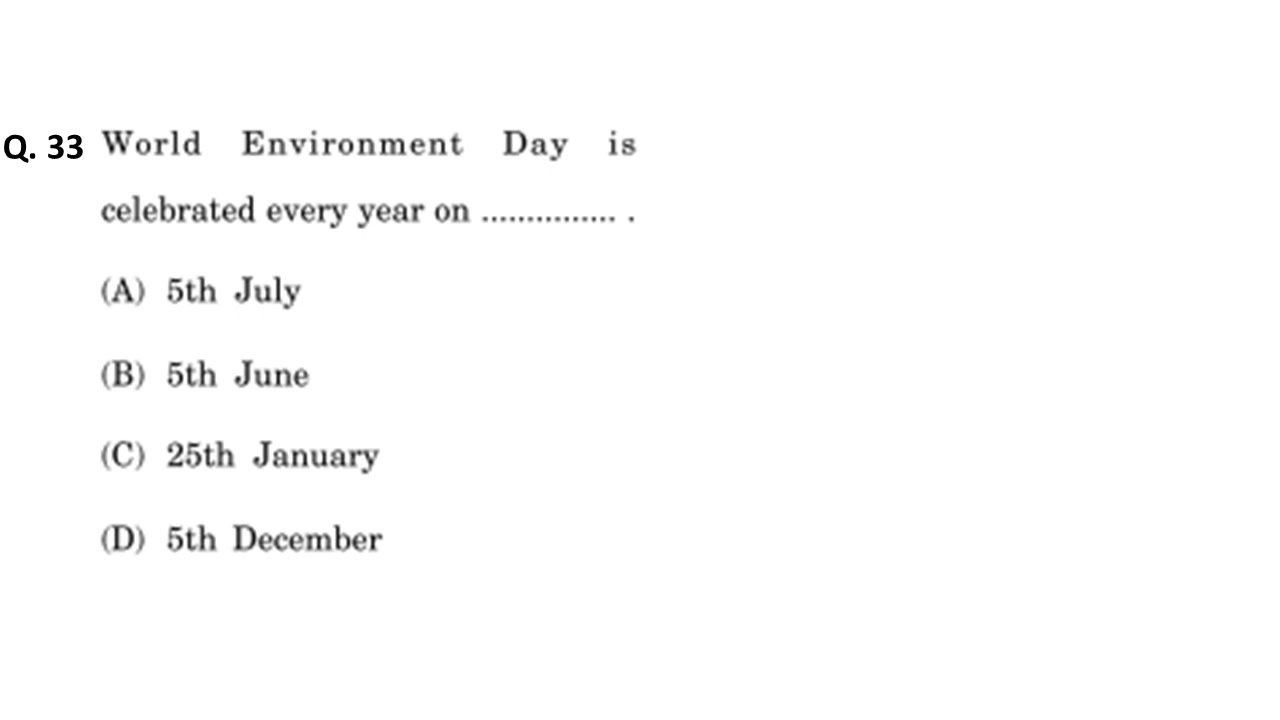 Q. 33 World Environment Day is
celebrated every year on ............... .
(A) 5th July
(B) 5th June
(C) 25th January
(D) 5th December